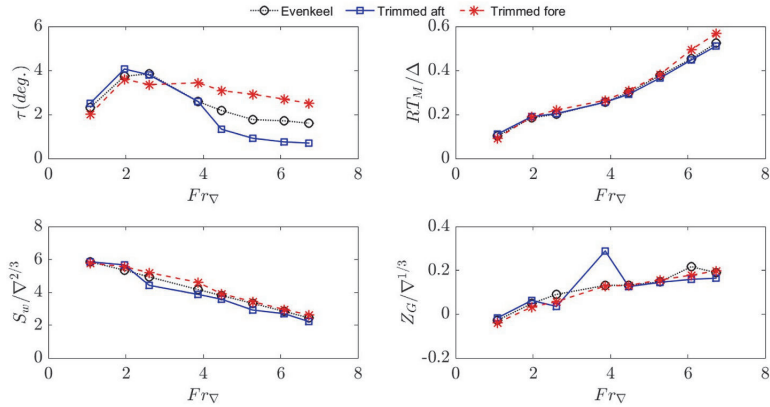 Evenkeel Trimmed aft Trimmed fore
6
4
2
0
τ(deg.)
0 2 4 6 8
Fr∇
0.6
0.4
0.2
0
RT_M/Δ
0 2 4 6 8
Fr∇
8
6
4
2
0
S_w/∇^2/3
0 2 4 6 8
Fr∇
0.4
0.2
0
-0.2
Z_G/∇^1/3
0 2 4 6 8
Fr∇